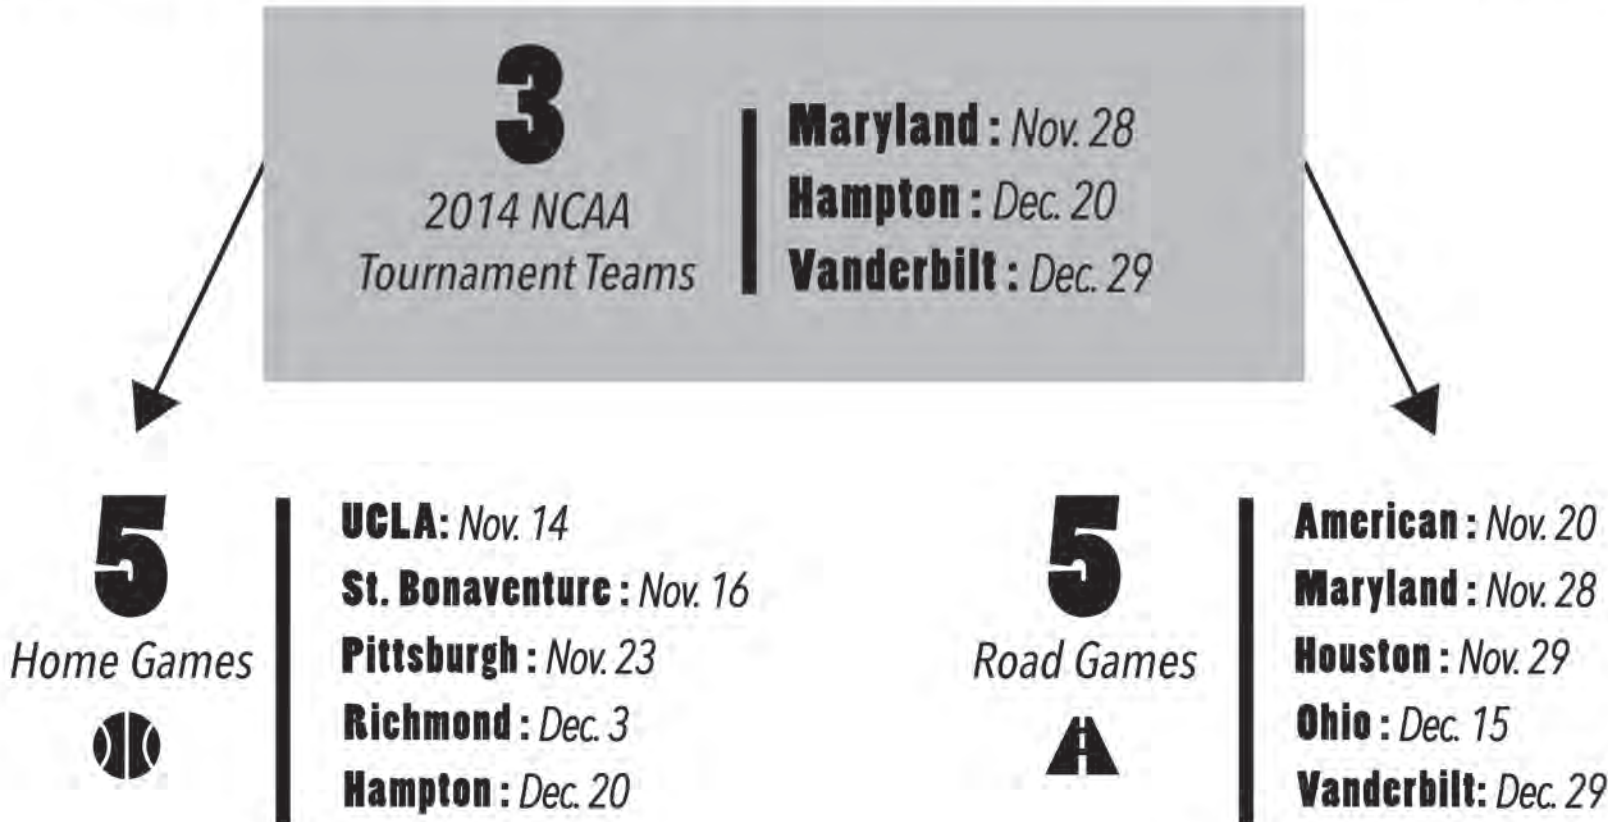 3
2014 NCAA
Tournament Teams
Maryland : Nov. 28
Hampton : Dec. 20
Vanderbilt : Dec. 29
5
Home Games
UCLA: Nov. 14
St. Bonaventure : Nov. 16
Pittsburgh : Nov. 23
Richmond : Dec. 3
Hampton : Dec. 20
5
Road Games
American : Nov. 20
Maryland : Nov. 28
Houston : Nov. 29
Ohio : Dec. 15
Vanderbilt: Dec. 29